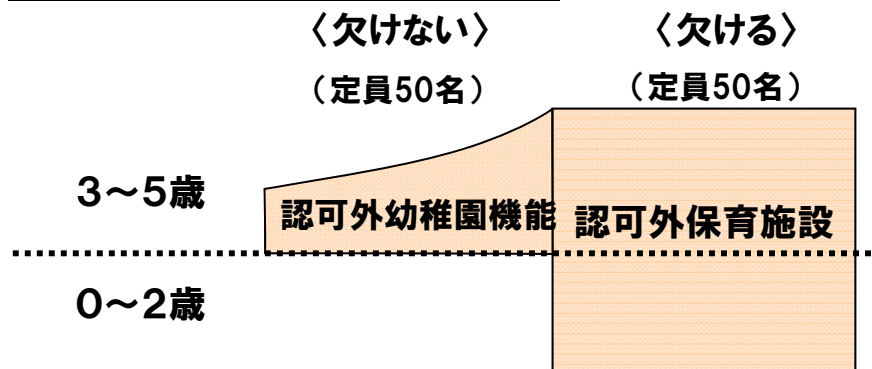 〈欠けない〉 〈欠ける〉
（定員50名） （定員50名）
３～５歳
認可外幼稚園機能 認可外保育施設
０～２歳